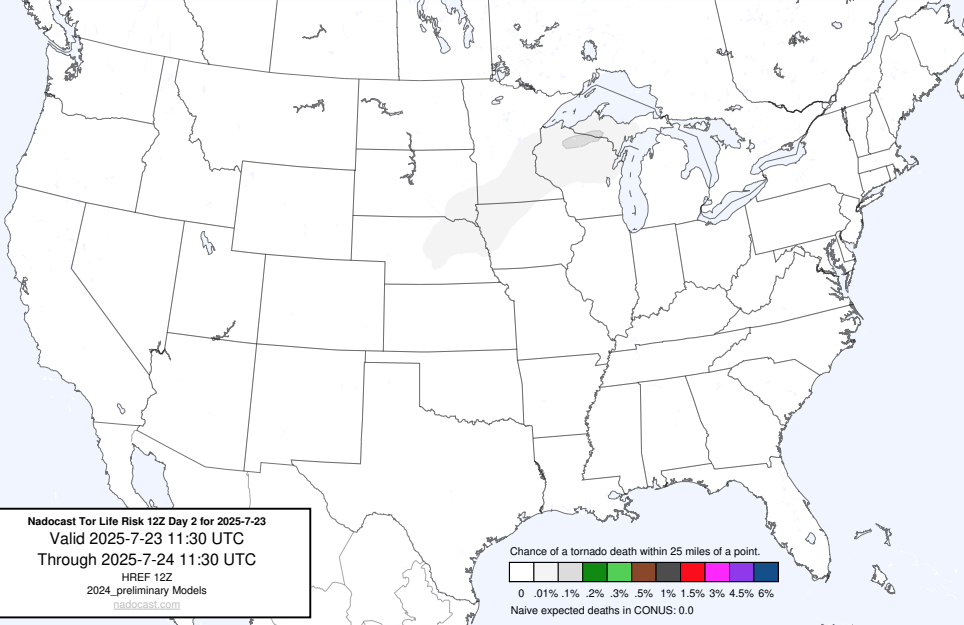 Nadocast Tor Life Risk 12Z Day 2 for 2025-7-23
Valid 2025-7-23 11:30 UTC
Through 2025-7-24 11:30 UTC
HREF 12Z
2024_preliminary Models
nadocast.com
Chance of a tornado death within 25 miles of a point.
0 .01% .1% .2% .3% .5% 1% 1.5% 3% 4.5% 6%
Naive expected deaths in CONUS: 0.0